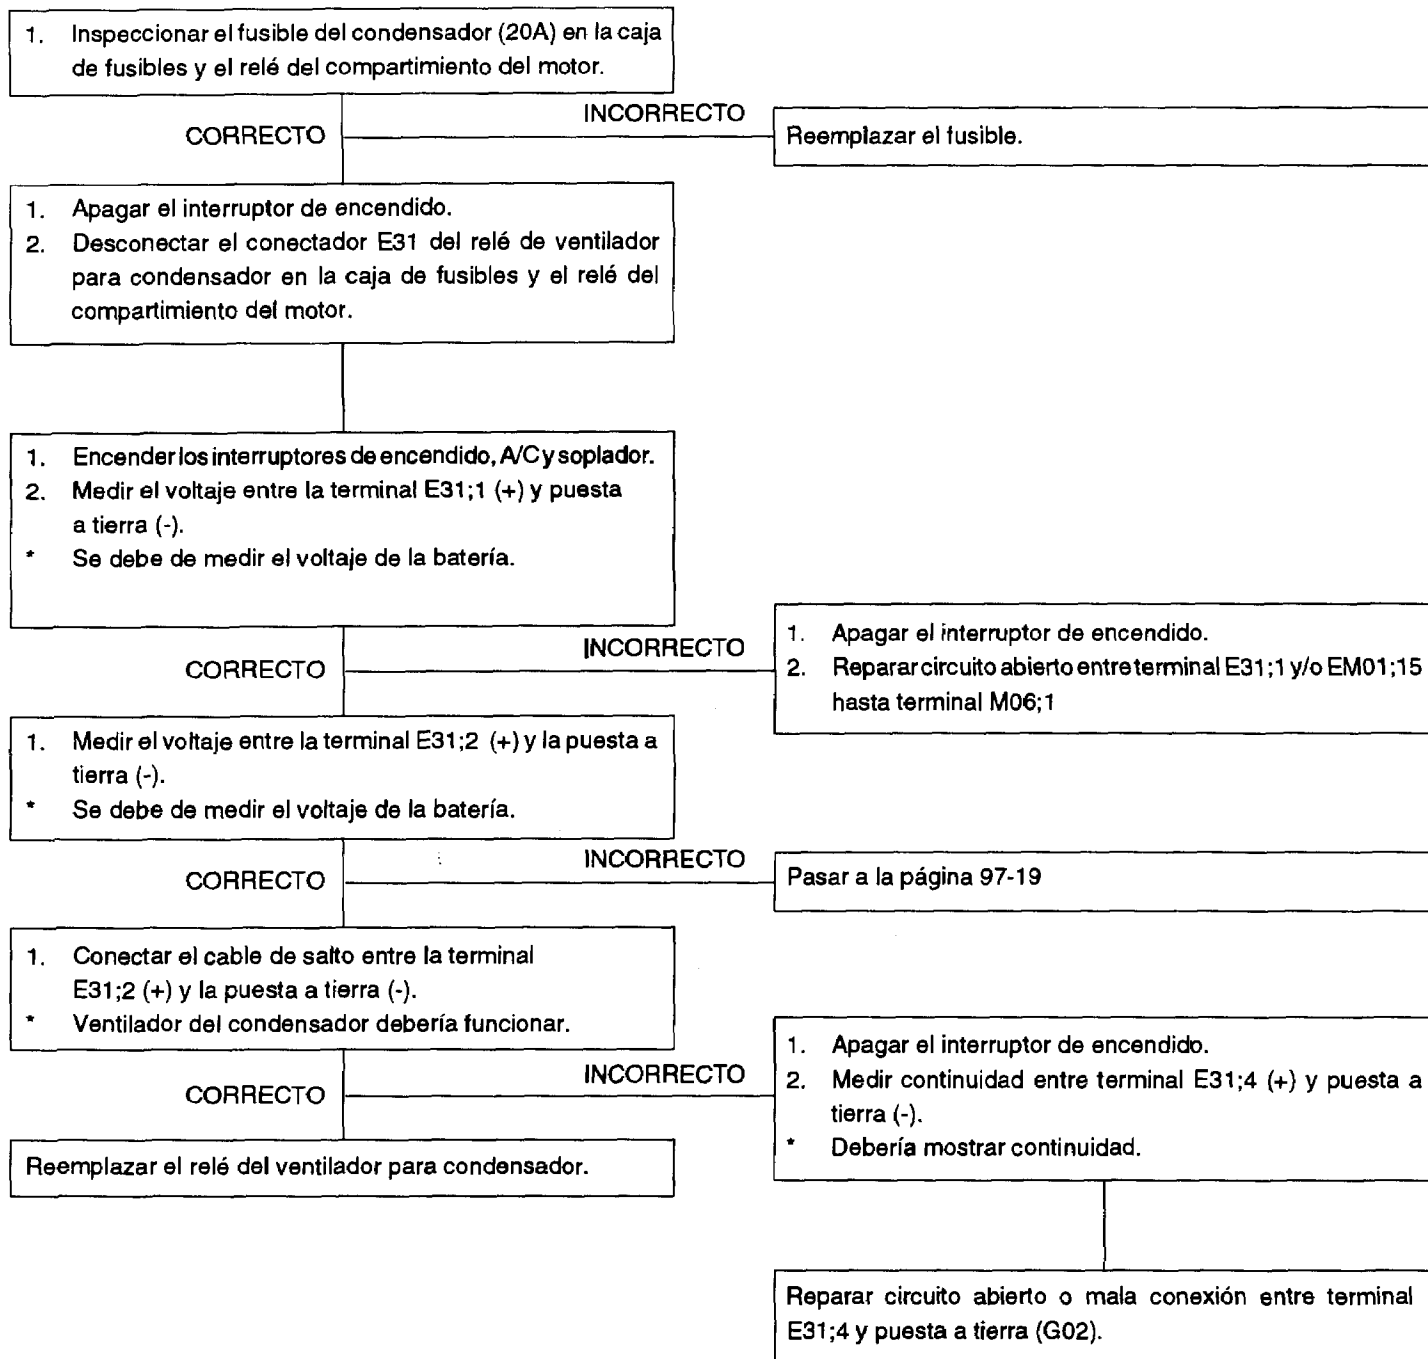 1. Inspeccionar el fusible del condensador (20A) en la caja
de fusibles y el relé del compartimiento del motor.
INCORRECTO
CORRECTO
Reemplazar el fusible.
1. Apagar el interruptor de encendido.
2. Desconectar el conectador E31 del relé de ventilador
para condensador en la caja de fusibles y el relé del
compartimiento del motor.
1. Encender los interruptores de encendido, A/C y soplador.
2. Medir el voltaje entre la terminal E31;1 (+) y puesta
a tierra (-).
* Se debe de medir el voltaje de la batería.
INCORRECTO
CORRECTO
1. Apagar el interruptor de encendido.
2. Reparar circuito abierto entre terminal E31;1 y/o EM01;15
hasta terminal M06;1
1. Medir el voltaje entre la terminal E31;2 (+) y la puesta a
tierra (-).
* Se debe de medir el voltaje de la batería.
INCORRECTO
CORRECTO
Pasar a la página 97-19
1. Conectar el cable de salto entre la terminal
E31;2 (+) y la puesta a tierra (-).
* Ventilador del condensador debería funcionar.
INCORRECTO
CORRECTO
1. Apagar el interruptor de encendido.
2. Medir continuidad entre terminal E31;4 (+) y puesta a
tierra (-).
* Debería mostrar continuidad.
Reemplazar el relé del ventilador para condensador.
Reparar circuito abierto o mala conexión entre terminal
E31;4 y puesta a tierra (G02).